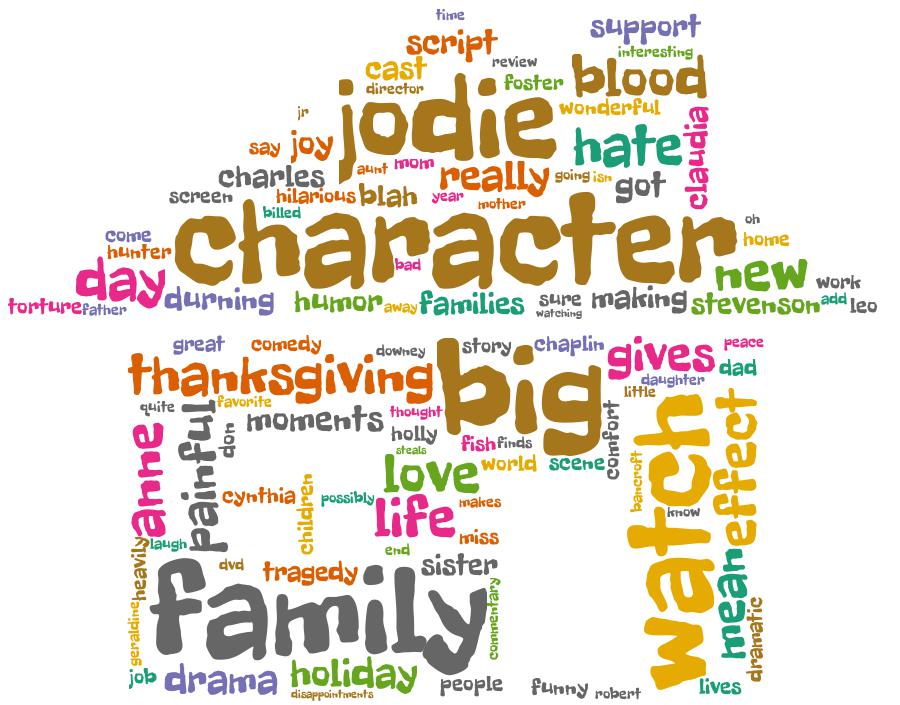 time
script
support
cast
review
interesting
director
foster
blood
jodie
wonderful
jr
say
joy
hate
claudia
charles
aunt
mom
really
going
isn
got
screen
hilarious
blah
year
mother
billed
character
oh
come
home
hunter
bad
day
new
work
torture
father
durning
humor
away
families
sure
watching
making
stevenson
add
leo
great
comedy
downey
story
chaplin
gives
peace
thanksgiving
big
daughter
dad
quite
favorite
little
painful
don
moments
thought
comfort
watch
effect
anne
holly
steals
fish
finds
love
world
scene
bancroft
cynthia
children
possibly
life
makes
know
laugh
end
miss
heavily
dvd
tragedy
sister
mean
family
commentary
geraldine
dramatic
job
drama
holiday
disappointments
people
funny
robert
lives